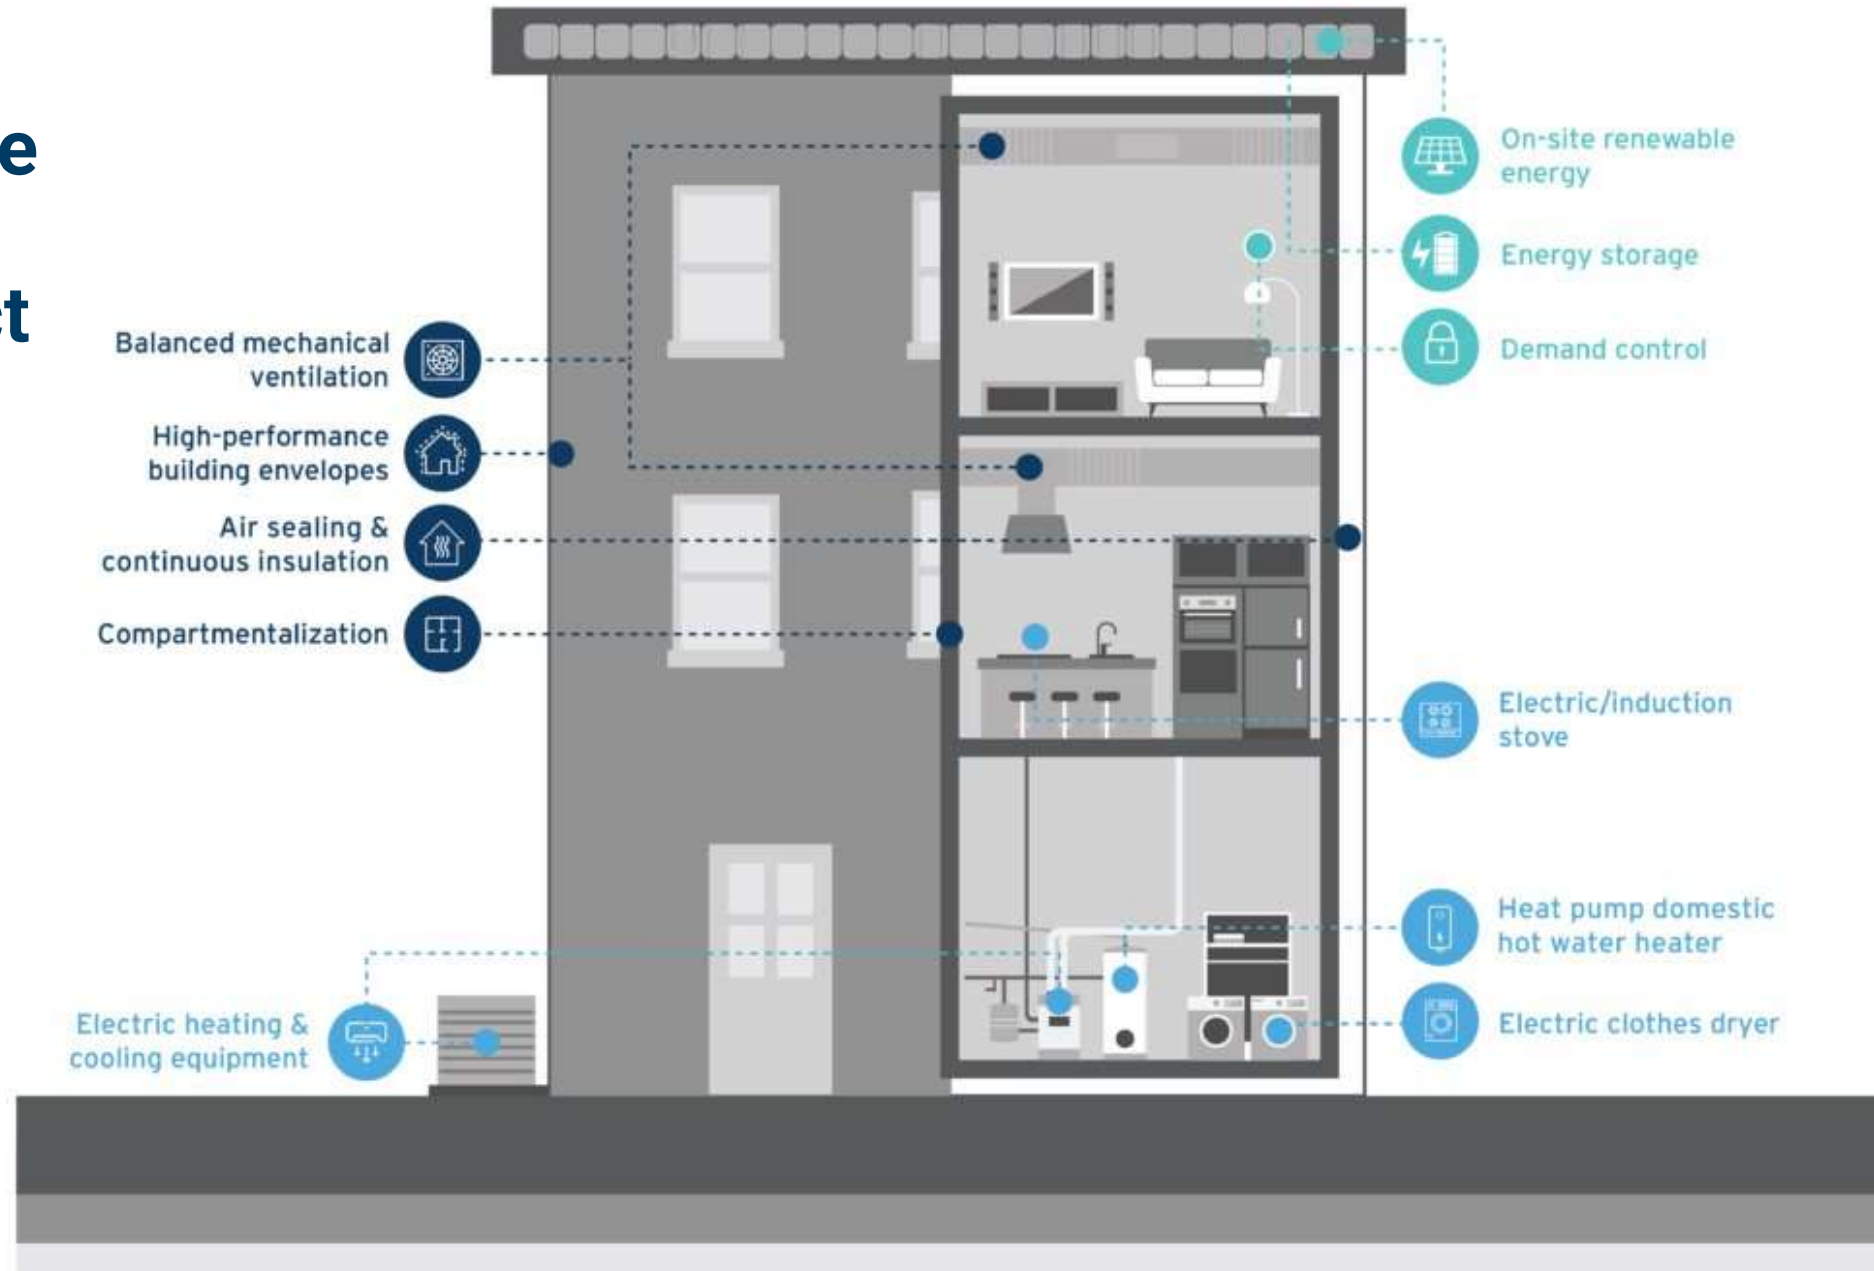 e
ct
On-site renewable
energy
Energy storage
Demand control
Balanced mechanical
ventilation
High-performance
building envelopes
Air sealing &
continuous insulation
Compartmentalization
Electric/induction
stove
Heat pump domestic
hot water heater
Electric clothes dryer
Electric heating &
cooling equipment